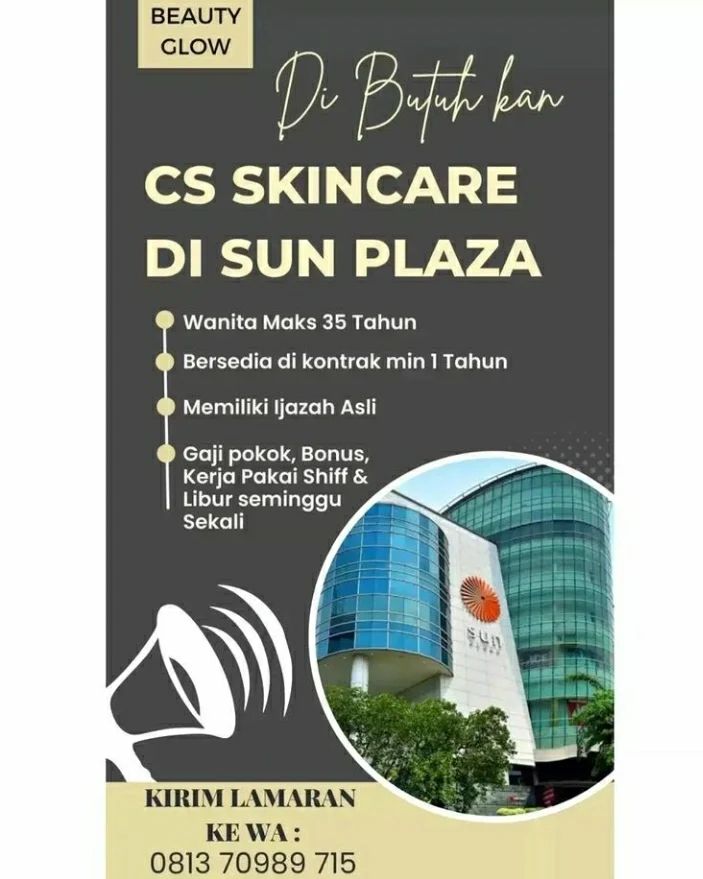 BEAUTY
GLOW
Di Butuh kan
CS SKINCARE
DI SUN PLAZA
Wanita Maks 35 Tahun
Bersedia di kontrak min 1 Tahun
Memiliki Ijazah Asli
Gaji pokok, Bonus,
Kerja Pakai Shiff &
Libur seminggu
Sekali
sun
PLAZA
KIRIM LAMARAN
KE WA :
0813 70989 715